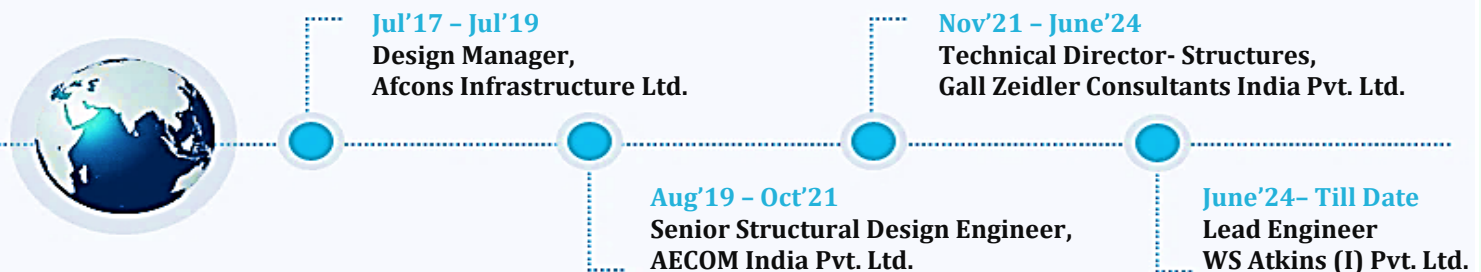 Jul’17 – Jul’19
Design Manager,
Afcons Infrastructure Ltd.
Aug’19 – Oct’21
Senior Structural Design Engineer,
AECOM India Pvt. Ltd.
Nov’21 – June’24
Technical Director- Structures,
Gall Zeidler Consultants India Pvt. Ltd.
June’24– Till Date
Lead Engineer
WS Atkins (I) Pvt. Ltd.